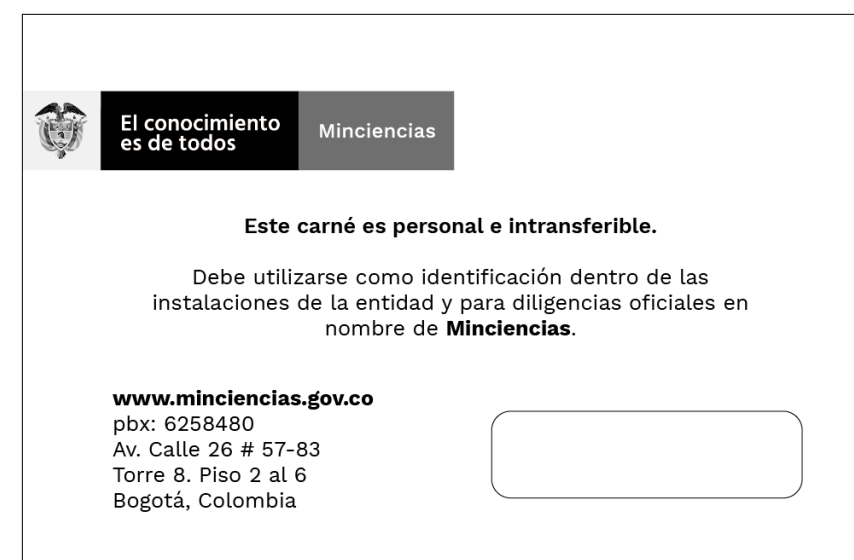 El conocimiento
es de todos
Minciencias
Este carné es personal e intransferible.
Debe utilizarse como identificación dentro de las
instalaciones de la entidad y para diligencias oficiales en
nombre de Minciencias.
www.minciencias.gov.co
pbx: 6258480
Av. Calle 26 # 57-83
Torre 8. Piso 2 al 6
Bogotá, Colombia